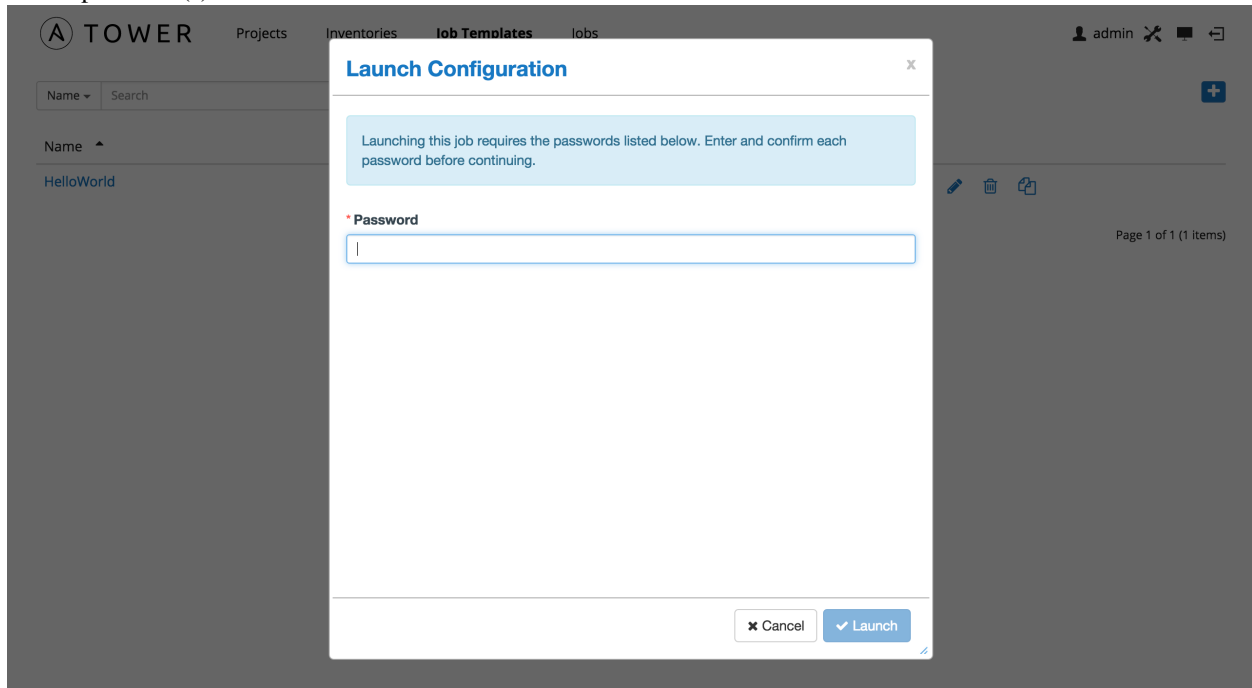 TOWER Projects Inventories Job Templates Jobs admin
Launch Configuration x
Name Search
Launching this job requires the passwords listed below. Enter and confirm each
password before continuing.
Name
HelloWorld
* Password
Page 1 of 1 (1 items)
Cancel Launch